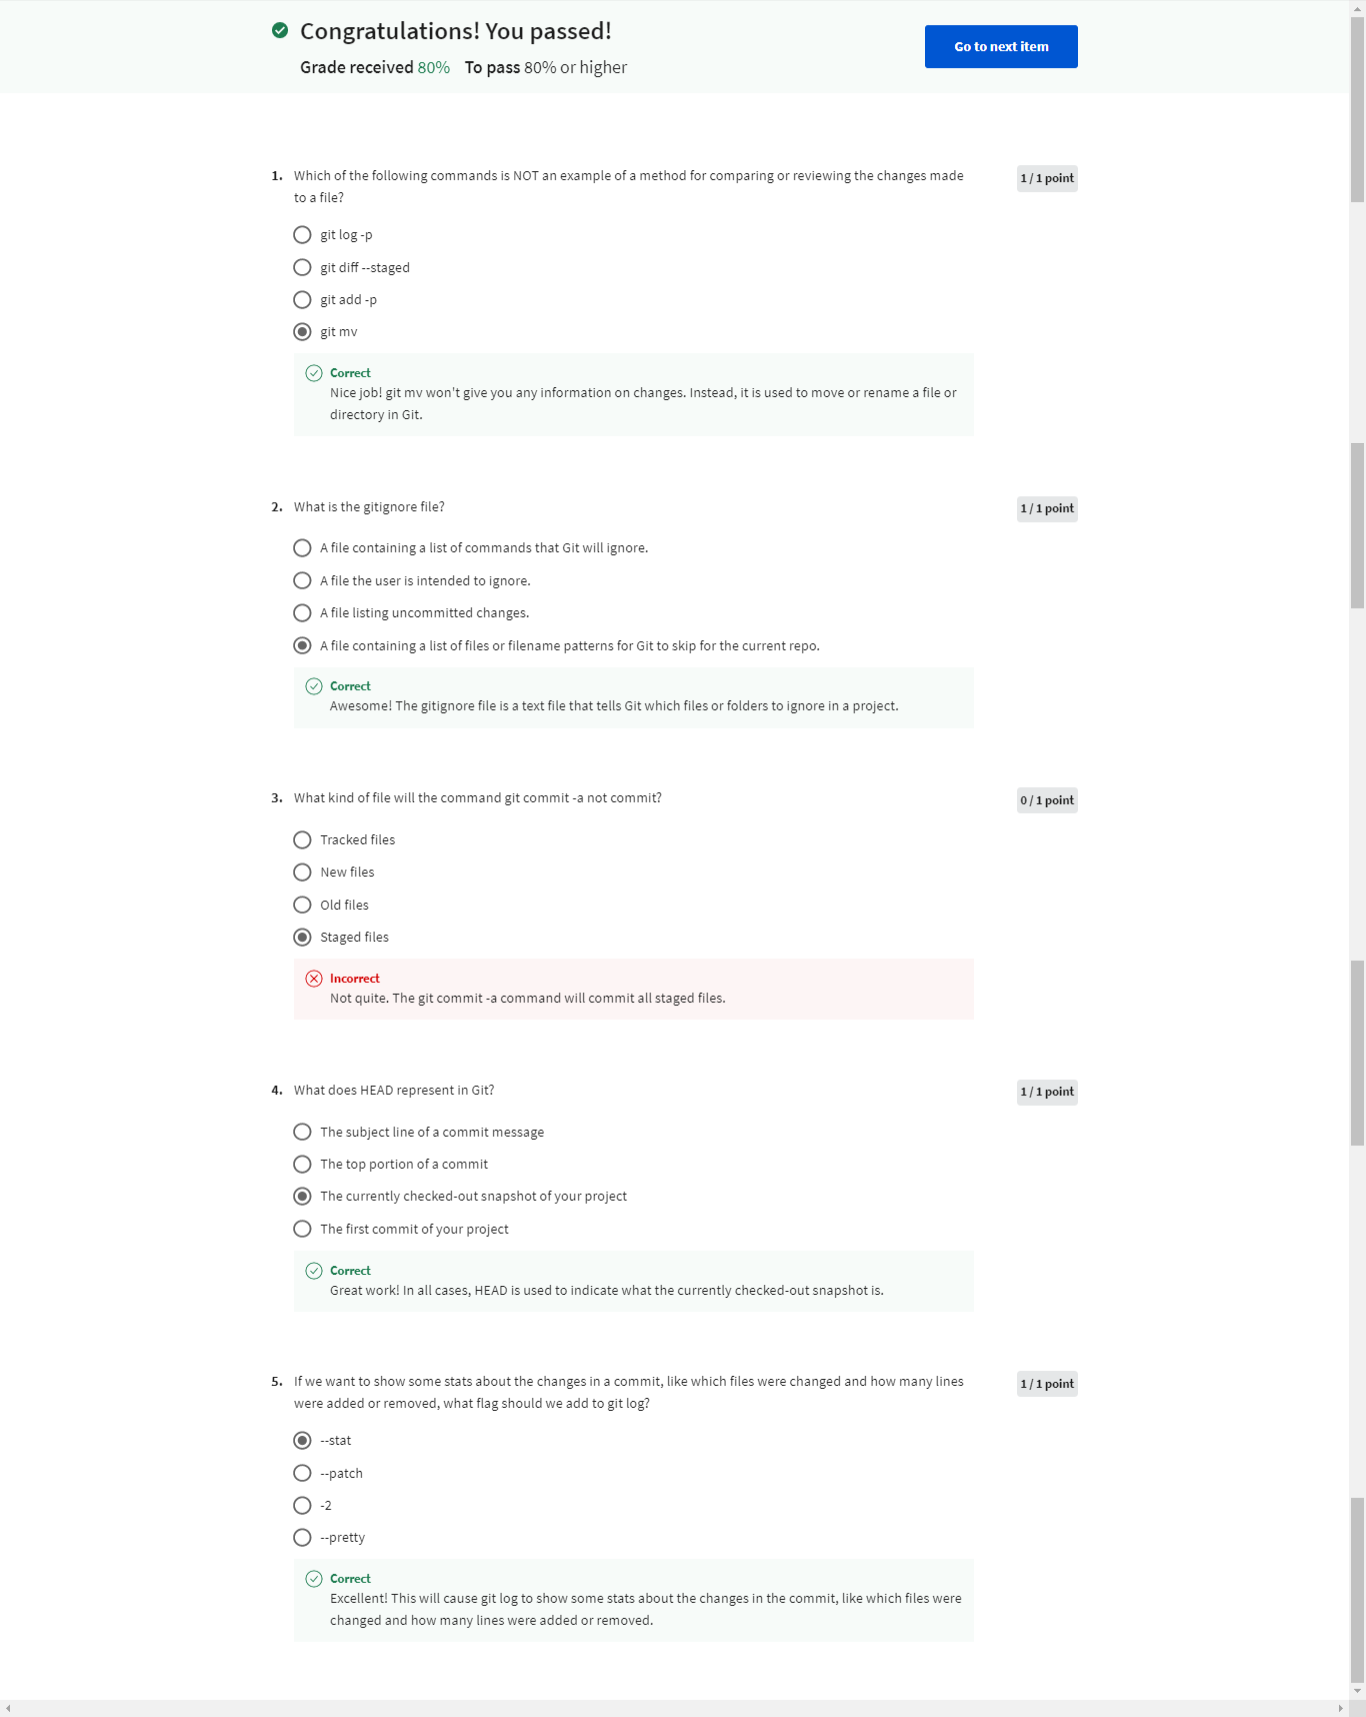 Congratulations! You passed!
Go to next item
Grade received 80% To pass 80% or higher
1. Which of the following commands is NOT an example of a method for comparing or reviewing the changes made
to a file?
1 / 1 point
git log -p
git diff --staged
git add -p
git mv
Correct
Nice job! git mv won't give you any information on changes. Instead, it is used to move or rename a file or
directory in Git.
2. What is the gitignore file?
1 / 1 point
A file containing a list of commands that Git will ignore.
A file the user is intended to ignore.
A file listing uncommitted changes.
A file containing a list of files or filename patterns for Git to skip for the current repo.
Correct
Awesome! The gitignore file is a text file that tells Git which files or folders to ignore in a project.
3. What kind of file will the command git commit -a not commit?
0 / 1 point
Tracked files
New files
Old files
Staged files
Incorrect
Not quite. The git commit -a command will commit all staged files.
4. What does HEAD represent in Git?
1 / 1 point
The subject line of a commit message
The top portion of a commit
The currently checked-out snapshot of your project
The first commit of your project
Correct
Great work! In all cases, HEAD is used to indicate what the currently checked-out snapshot is.
5. If we want to show some stats about the changes in a commit, like which files were changed and how many lines
were added or removed, what flag should we add to git log?
1 / 1 point
--stat
--patch
-2
--pretty
Correct
Excellent! This will cause git log to show some stats about the changes in the commit, like which files were
changed and how many lines were added or removed.